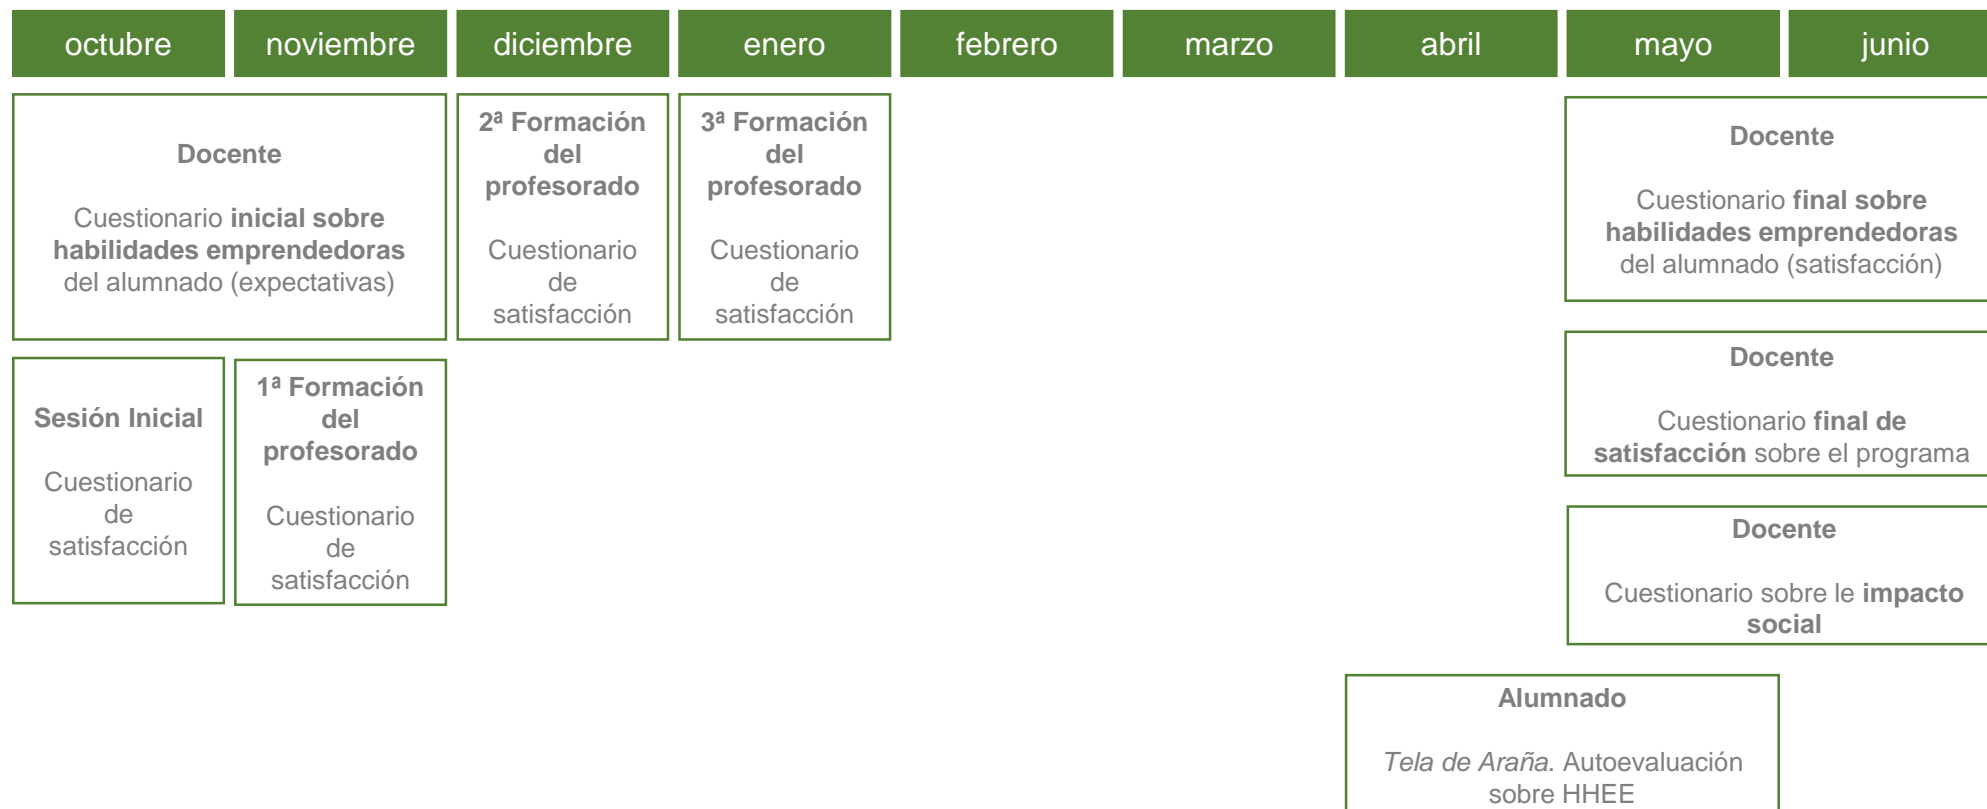 octubre
noviembre
diciembre
enero
febrero
marzo
abril
mayo
junio
Docente
Cuestionario inicial sobre
habilidades emprendedoras
del alumnado (expectativas)
2ª Formación
del
profesorado
Cuestionario
de
satisfacción
3ª Formación
del
profesorado
Cuestionario
de
satisfacción
Docente
Cuestionario final sobre
habilidades emprendedoras
del alumnado (satisfacción)
Sesión Inicial
Cuestionario
de
satisfacción
1ª Formación
del
profesorado
Cuestionario
de
satisfacción
Docente
Cuestionario final de
satisfacción sobre el programa
Docente
Cuestionario sobre le impacto
social
Alumnado
Tela de Araña. Autoevaluación
sobre HHEE